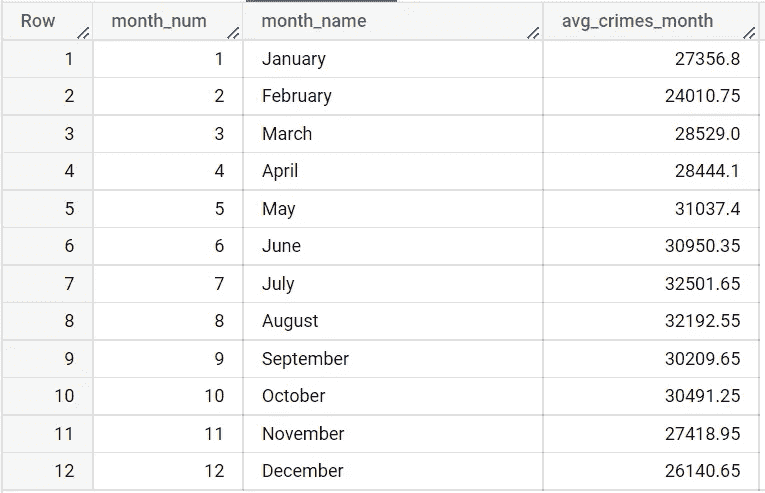 Row month_num month_name avg_crimes_month
1 1 January 27356.8
2 2 February 24010.75
3 3 March 28529.0
4 4 April 28444.1
5 5 May 31037.4
6 6 June 30950.35
7 7 July 32501.65
8 8 August 32192.55
9 9 September 30209.65
10 10 October 30491.25
11 11 November 27418.95
12 12 December 26140.65